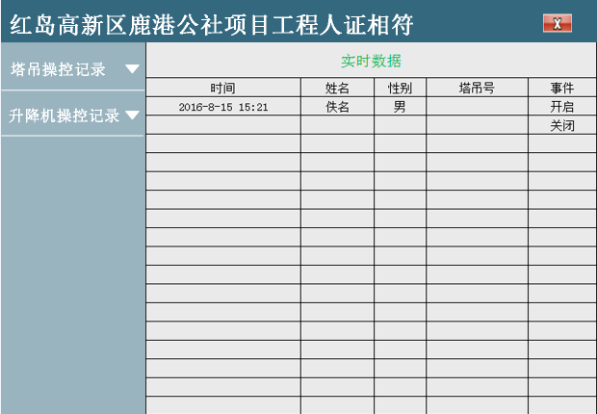 红岛高新区鹿港公社项目工程人证相符 X
塔吊操控记录
升降机操控记录
实时数据
时间 姓名 性别 塔吊号 事件
2016-8-15 15:21 佚名 男 开启
关闭